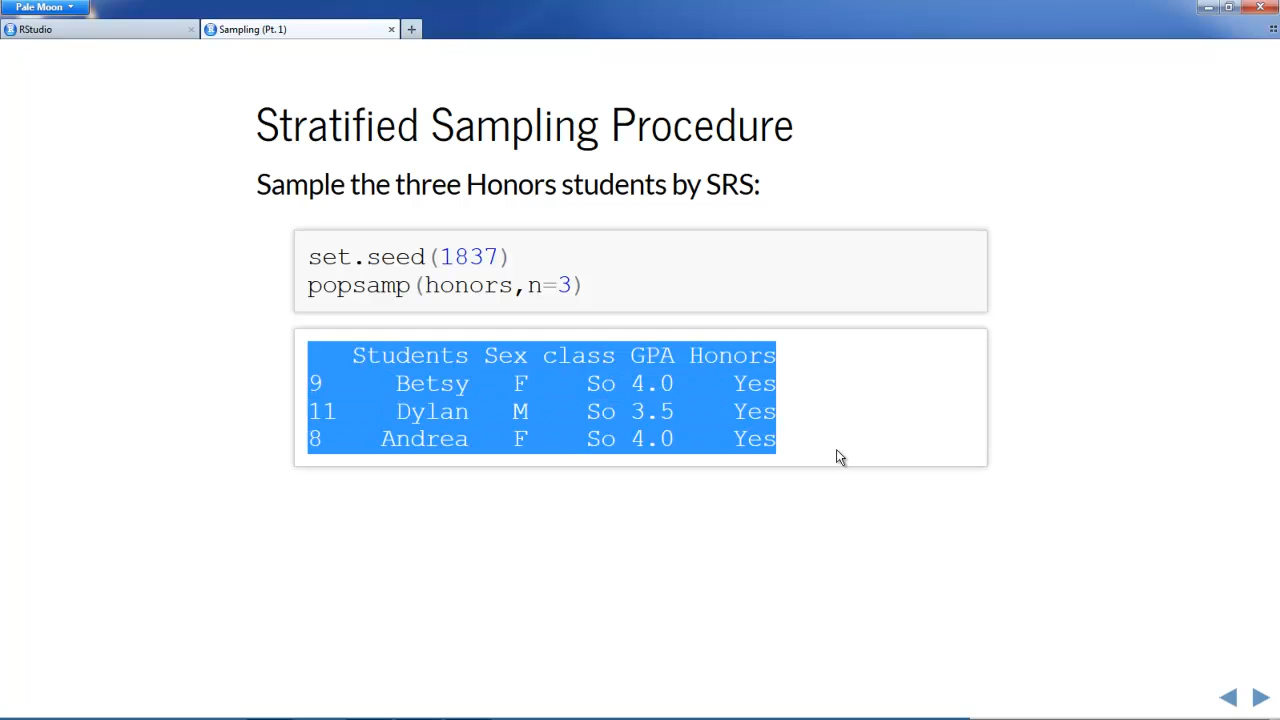 Pale Moon
RStudio
Sampling (Pt. 1)
Stratified Sampling Procedure
Sample the three Honors students by SRS:
set.seed(1837)
popsamp(honors,n=3)
Students Sex class GPA Honors
9 Betsy F So 4.0 Yes
11 Dylan M So 3.5 Yes
8 Andrea F So 4.0 Yes